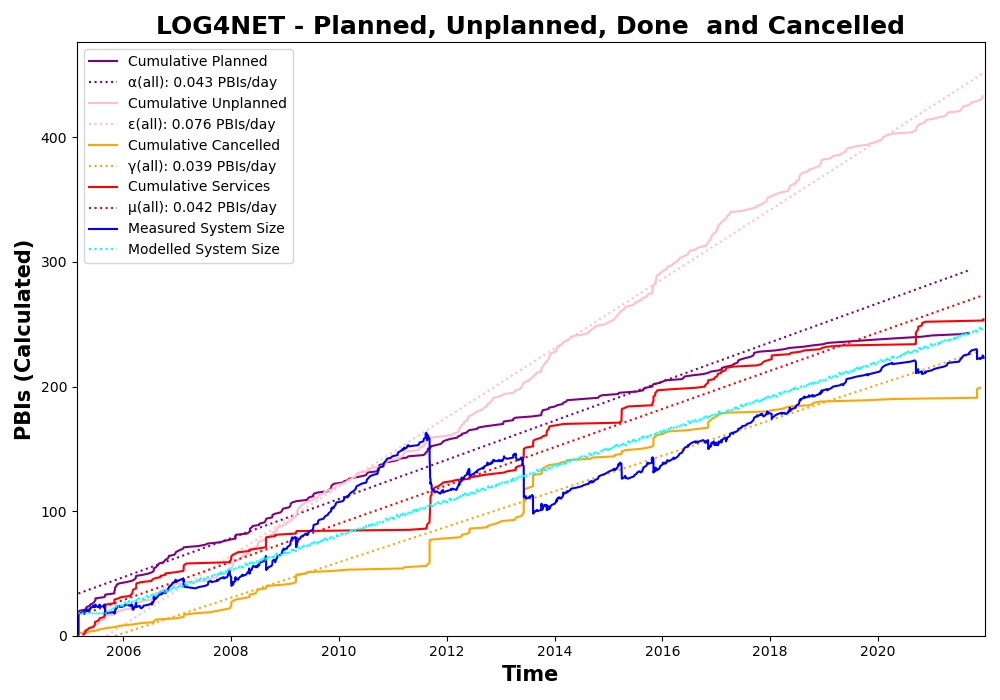 LOG4NET - Planned, Unplanned, Done  and Cancelled
Cumulative Planned
α(all): 0.043 PBIs/day
Cumulative Unplanned
ε(all): 0.076 PBIs/day
Cumulative Cancelled
γ(all): 0.039 PBIs/day
Cumulative Services
μ(all): 0.042 PBIs/day
Measured System Size
Modelled System Size
PBIs (Calculated)
400
300
200
100
0
2006 2008 2010 2012 2014 2016 2018 2020
Time